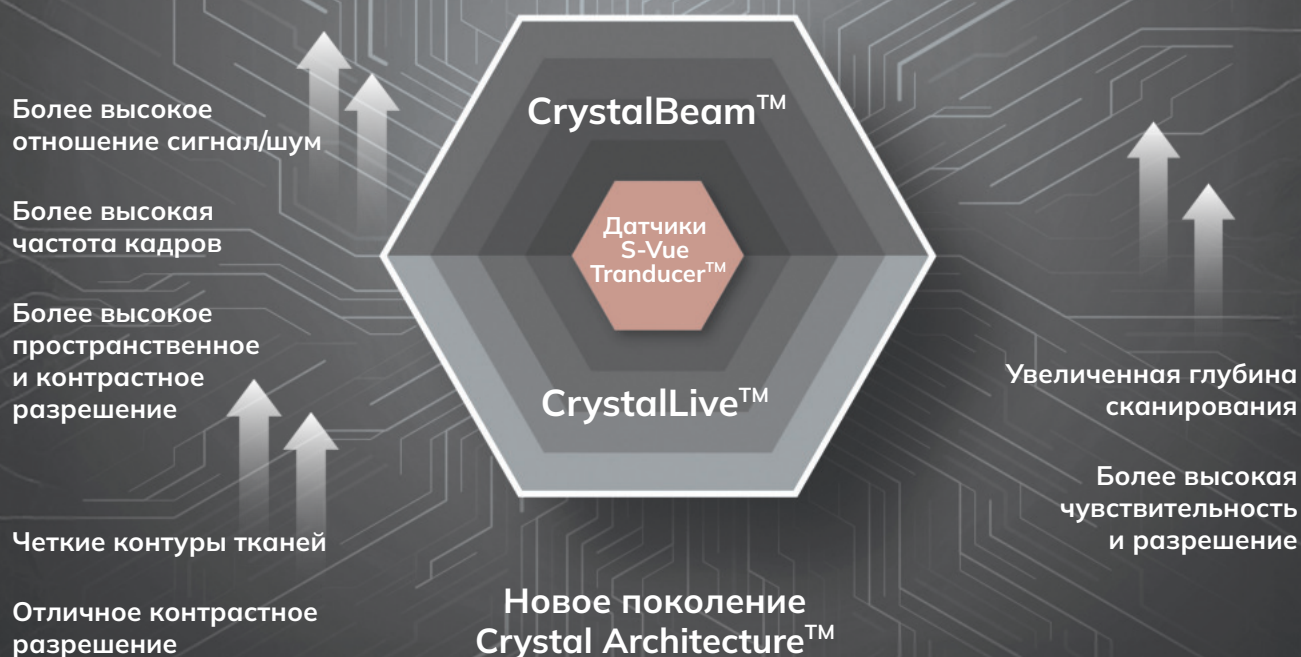 Более высокое
отношение сигнал/шум
Более высокая
частота кадров
Более высокое
пространственное
и контрастное
разрешение
Четкие контуры тканей
Отличное контрастное
разрешение
CrystalBeam™
Датчики
S-Vue
Tranducer™
CrystalLive™
Новое поколение
Crystal Architecture™
Увеличенная глубина
сканирования
Более высокая
чувствительность
и разрешение